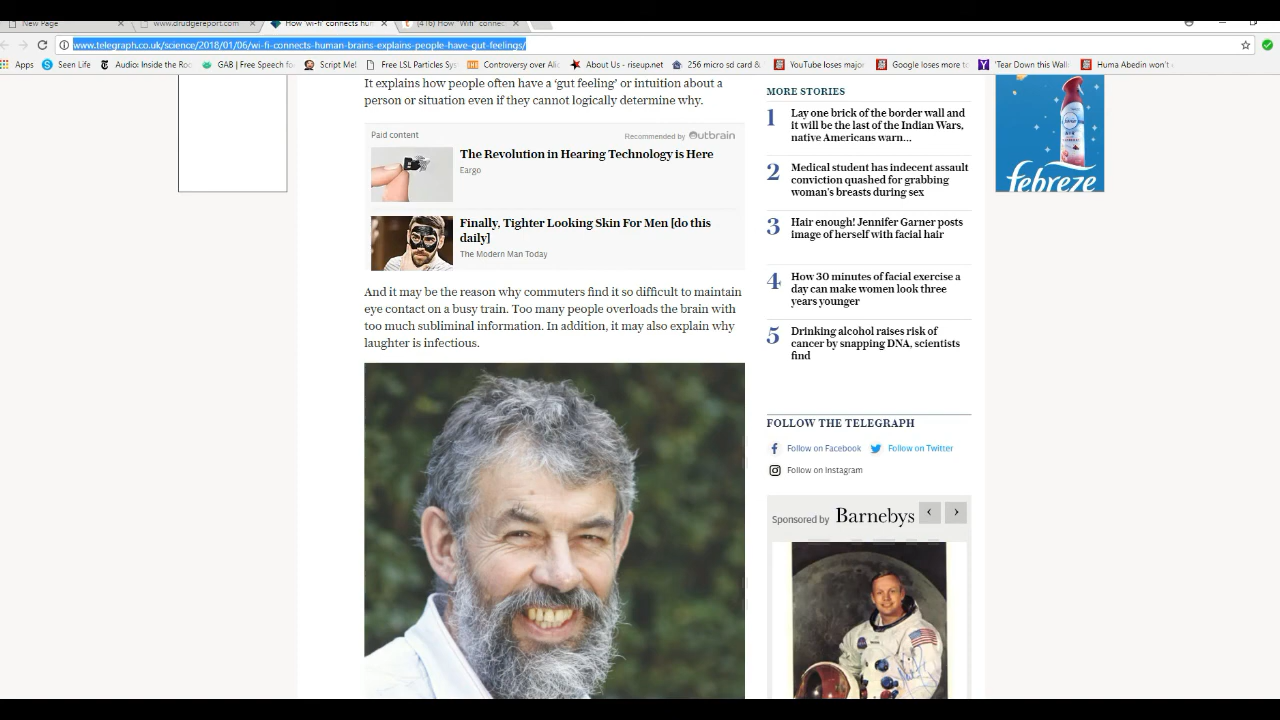 New Page
www.drudgereport.com
How 'wi-fi' connects hum
(416) How "Wifi" conne
www.telegraph.co.uk/science/2018/01/06/wi-fi-connects-human-brains-explains-people-have-gut-feelings/
Apps
Seen Life
Audio: Inside the Ro
GAB | Free Speech fo
Script Me!
Free LSL Particles Sy
Controversy over Ali
About Us - riseup.net
256 micro sd card &
YouTube loses major
Google loses more t
'Tear Down this Wall
Huma Abedin won't
It explains how people often have a 'gut feeling' or intuition about a
person or situation even if they cannot logically determine why.
Paid content
Recommended by Outbrain
The Revolution in Hearing Technology is Here
Eargo
Finally, Tighter Looking Skin For Men [do this
daily]
The Modern Man Today
And it may be the reason why commuters find it so difficult to maintain
eye contact on a busy train. Too many people overloads the brain with
too much subliminal information. In addition, it may also explain why
laughter is infectious.
MORE STORIES
1 Lay one brick of the border wall and
it will be the last of the Indian Wars,
native Americans warn...
2 Medical student has indecent assault
conviction quashed for grabbing
woman's breasts during sex
3 Hair enough! Jennifer Garner posts
image of herself with facial hair
4 How 30 minutes of facial exercise a
day can make women look three
years younger
5 Drinking alcohol raises risk of
cancer by snapping DNA, scientists
find
FOLLOW THE TELEGRAPH
Follow on Facebook
Follow on Twitter
Follow on Instagram
Sponsored by Barnebys
febreze